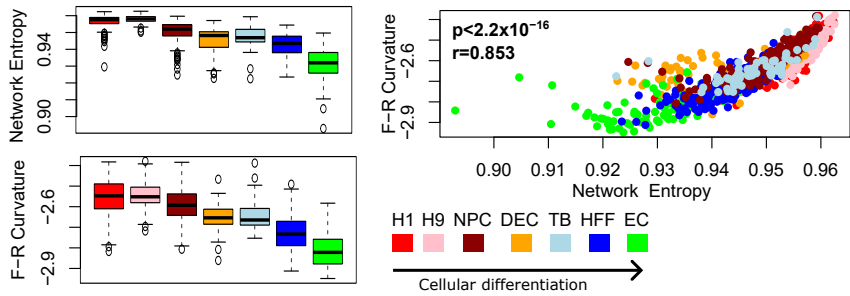 Network Entropy
0.94
0.90
F−R Curvature
−2.6
−2.9
p<2.2x10−16
r=0.853
F−R Curvature
−2.6
−2.9
0.90 0.91 0.92 0.93 0.94 0.95 0.96
Network Entropy
H1 H9 NPC DEC TB HFF EC
Cellular differentiation